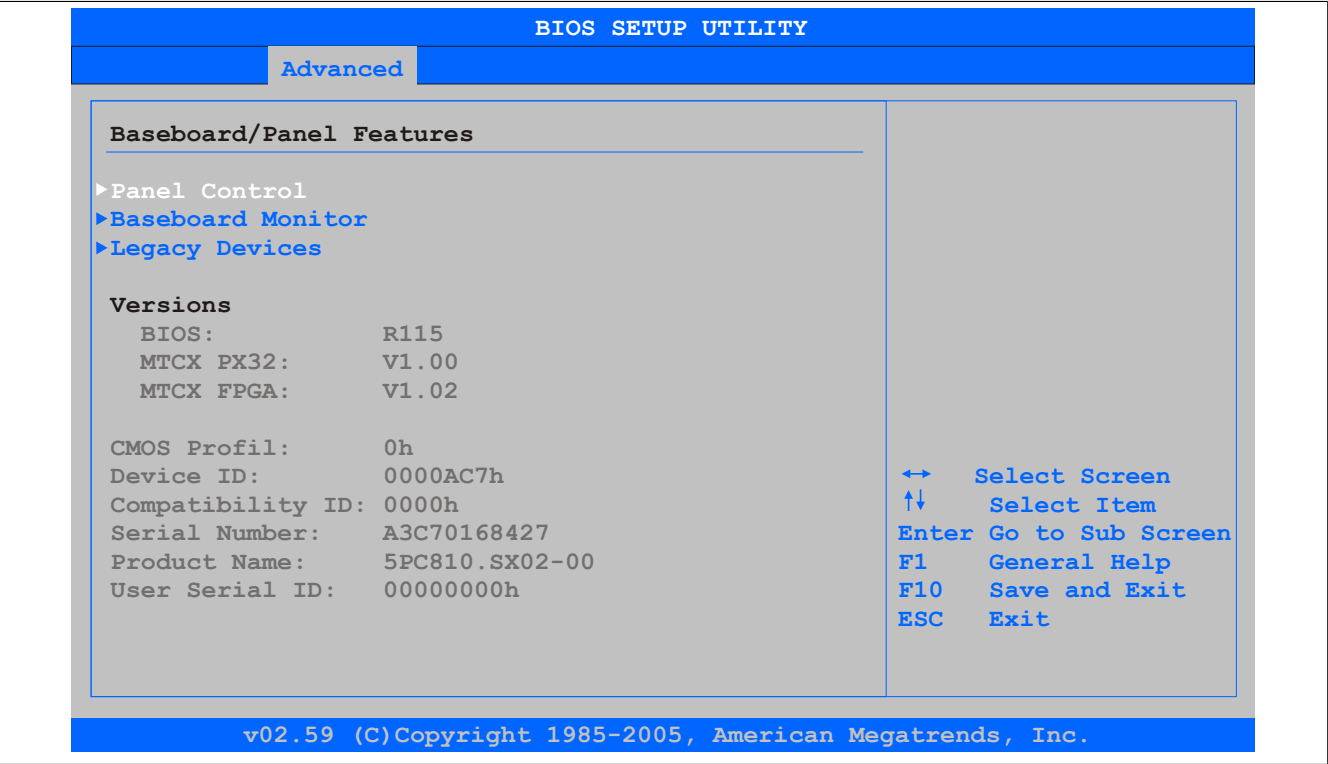 BIOS SETUP UTILITY
Advanced
Baseboard/Panel Features
▶Panel Control
▶Baseboard Monitor
▶Legacy Devices
Versions
BIOS: R115
MTCX PX32: V1.00
MTCX FPGA: V1.02
CMOS Profil: 0h
Device ID: 0000AC7h
Compatibility ID: 0000h
Serial Number: A3C70168427
Product Name: 5PC810.SX02-00
User Serial ID: 00000000h
↔ Select Screen
↑↓ Select Item
Enter Go to Sub Screen
F1 General Help
F10 Save and Exit
ESC Exit
v02.59 (C)Copyright 1985-2005, American Megatrends, Inc.